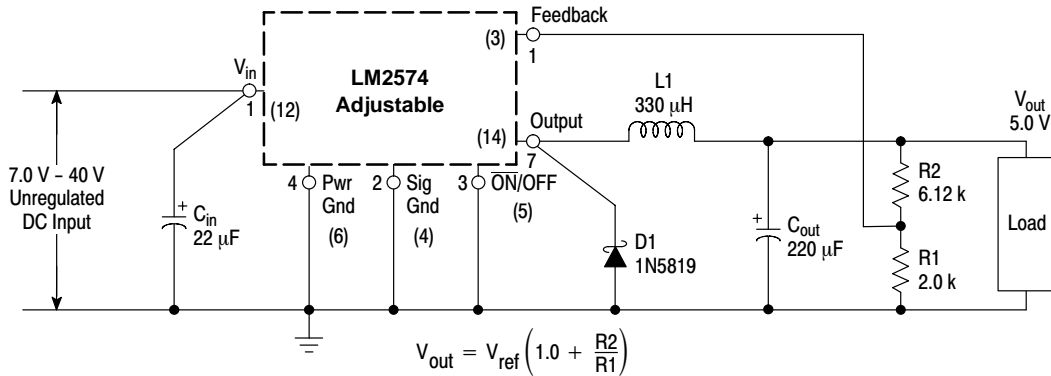 Feedback
(3)
1
V_in
1
(12)
LM2574
Adjustable
L1
330 µH
V_out
5.0 V
Output
(14)
7
7.0 V – 40 V
Unregulated
DC Input
C_in
22 µF
4 Pwr
Gnd
(6)
2 Sig
Gnd
(4)
3 O̅N̅/OFF
(5)
D1
1N5819
C_out
220 µF
R2
6.12 k
R1
2.0 k
Load
V_out = V_ref (1.0 + R2/R1)